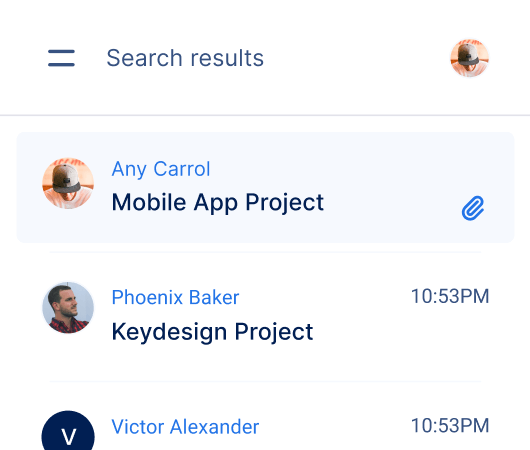 Search results
Any Carrol
Mobile App Project
Phoenix Baker
10:53PM
Keydesign Project
V
Victor Alexander
10:53PM